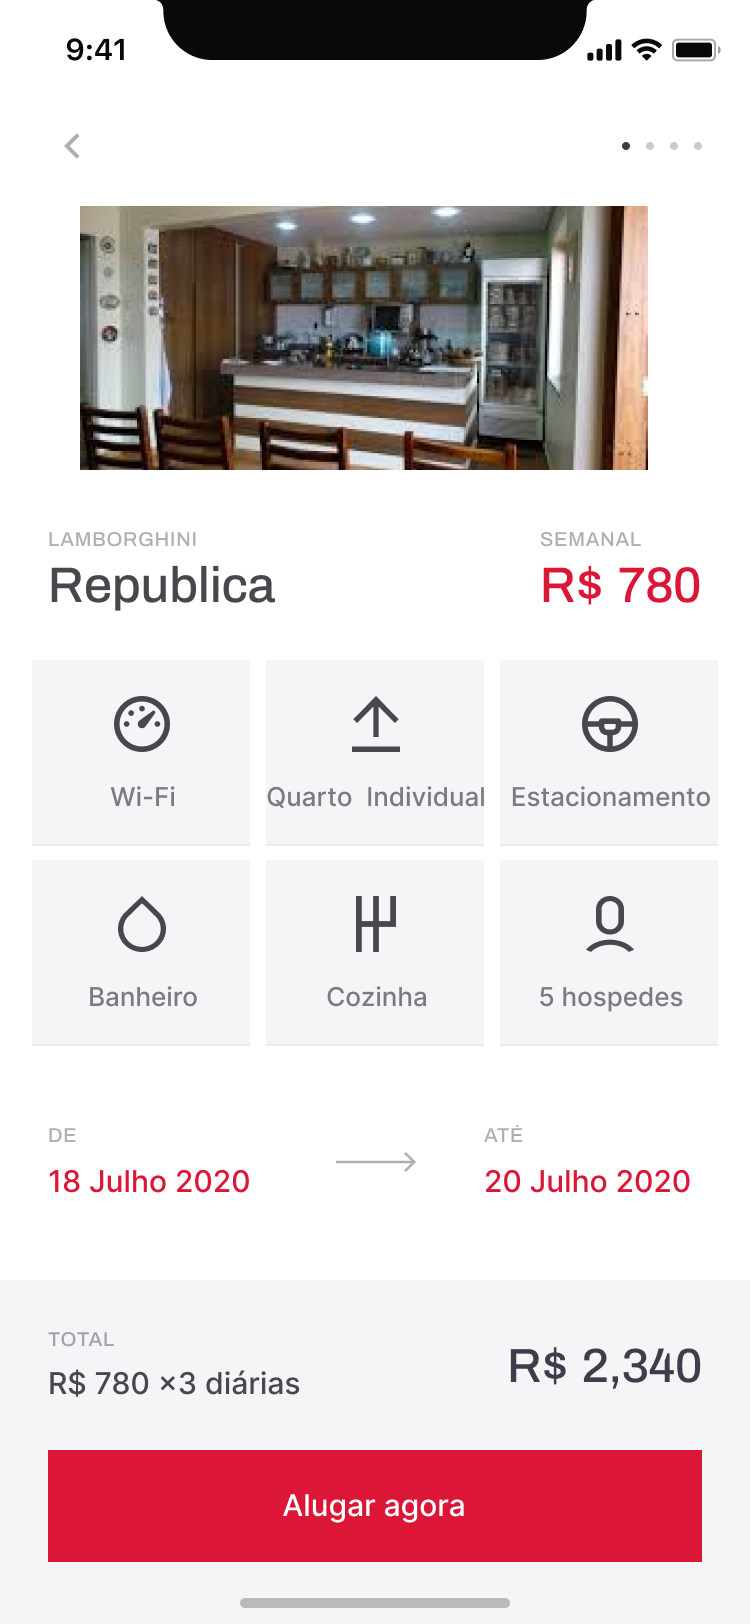 9:41
LAMBORGHINI
Republica
SEMANAL
R$ 780
Wi-Fi
Quarto Individual
Estacionamento
Banheiro
Cozinha
5 hospedes
DE
18 Julho 2020
ATÉ
20 Julho 2020
TOTAL
R$ 780 ×3 diárias
R$ 2,340
Alugar agora